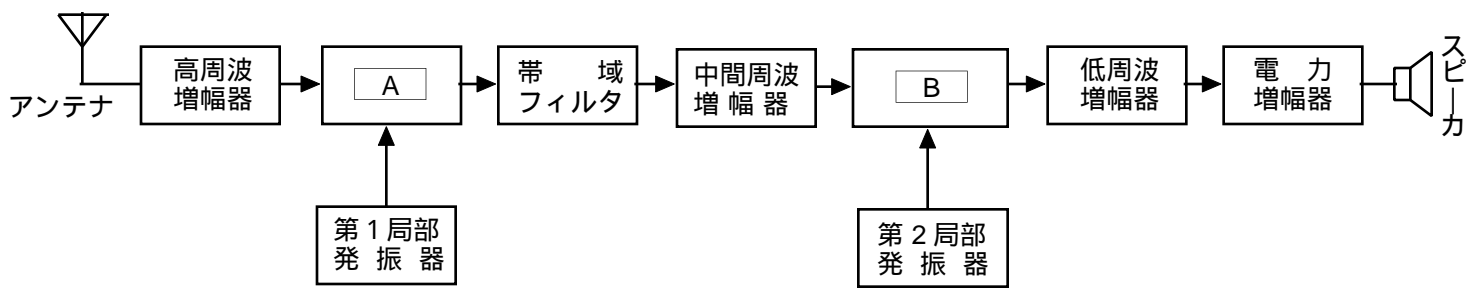 アンテナ
高周波
増幅器
A
帯　域
フィルタ
中間周波
増 幅 器
B
低周波
増幅器
電　力
増幅器
スピーカ
第1局部
発 振 器
第2局部
発 振 器